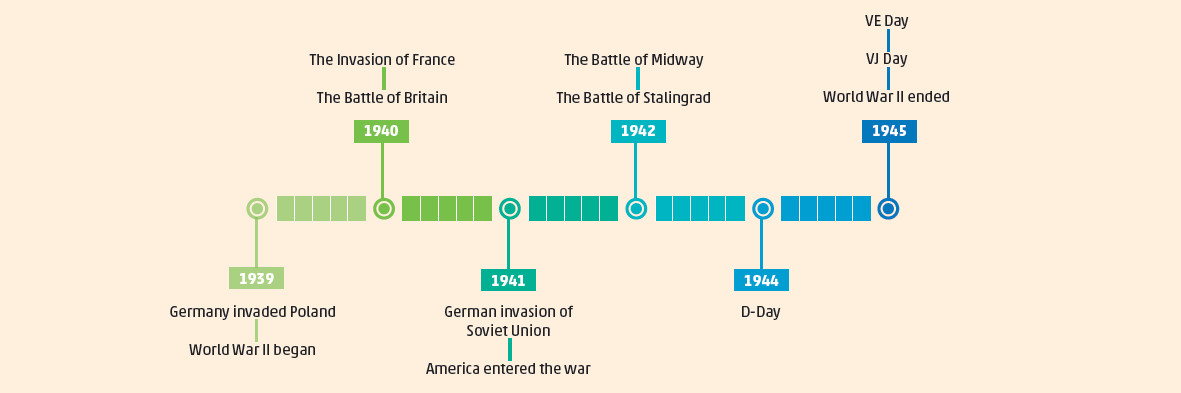 VE Day
VJ Day
World War II ended
1945
The Invasion of France
The Battle of Britain
1940
The Battle of Midway
The Battle of Stalingrad
1942
1939
Germany invaded Poland
World War II began
1941
German invasion of
Soviet Union
America entered the war
1944
D-Day